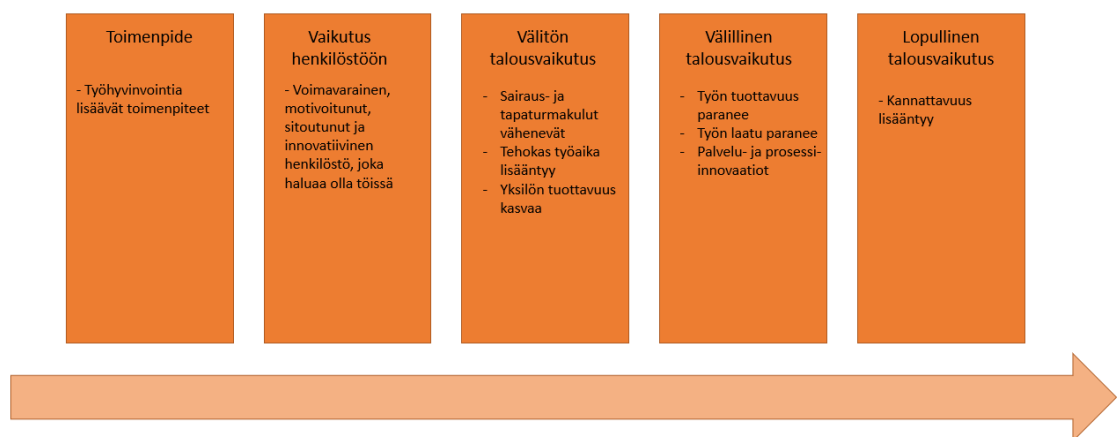 Toimenpide
- Työhyvinvointia
lisäävät toimenpiteet
Vaikutus
henkilöstöön
- Voimavarainen,
motivoitunut,
sitoutunut ja
innovatiivinen
henkilöstö, joka
haluaa olla töissä
Välitön
talousvaikutus
- Sairaus- ja
tapaturmakulut
vähenevät
- Tehokas työaika
lisääntyy
- Yksilön tuottavuus
kasvaa
Välillinen
talousvaikutus
- Työn tuottavuus
paranee
- Työn laatu paranee
- Palvelu- ja prosessi-
innovaatiot
Lopullinen
talousvaikutus
- Kannattavuus
lisääntyy